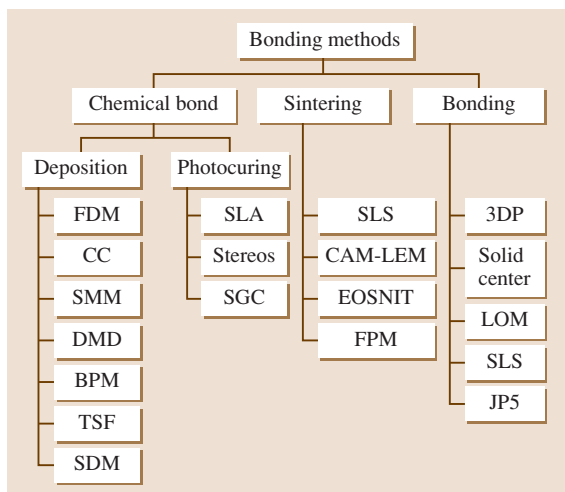 Bonding methods
Chemical bond
Sintering
Bonding
Deposition
Photocuring
FDM
CC
SMM
DMD
BPM
TSF
SDM
SLA
Stereos
SGC
SLS
CAM-LEM
EOSNIT
FPM
3DP
Solid
center
LOM
SLS
JP5